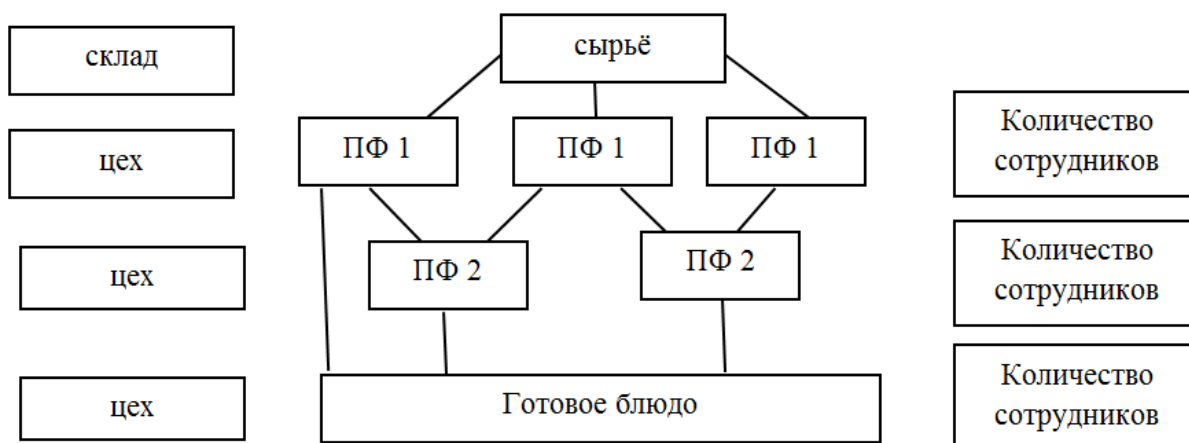 склад
сырьё
цех
ПФ 1
ПФ 1
ПФ 1
Количество
сотрудников
цех
ПФ 2
ПФ 2
Количество
сотрудников
цех
Готовое блюдо
Количество
сотрудников